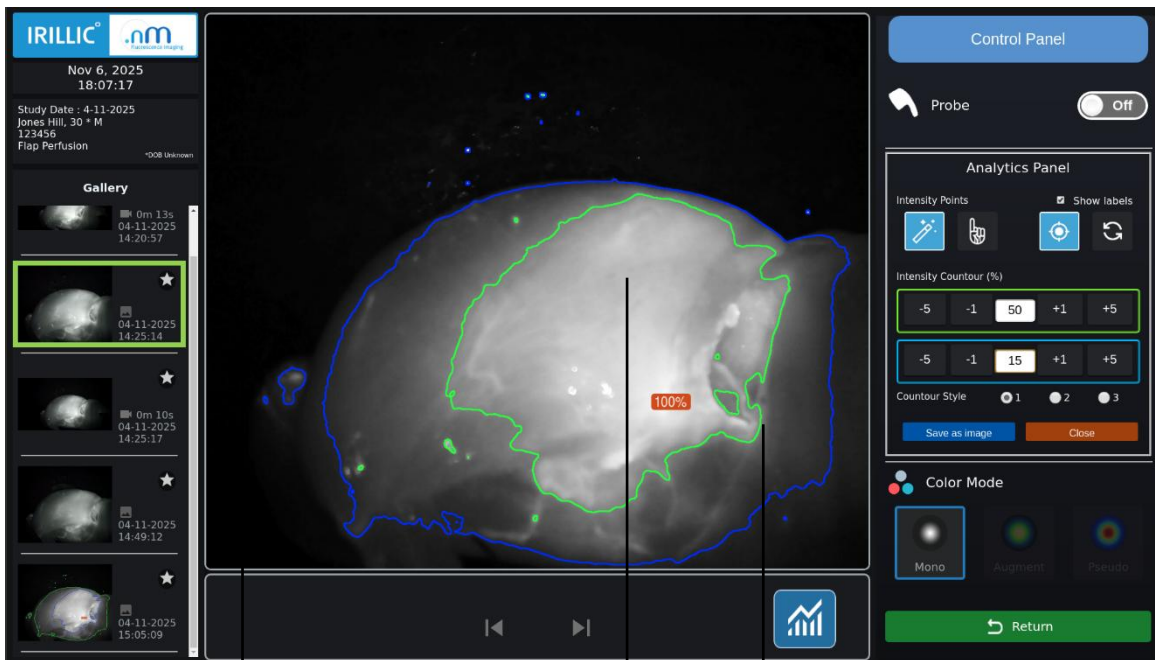 IRILLIC°
.nm
Fluorescence Imaging
Nov 6, 2025
18:07:17
Study Date : 4-11-2025
Jones Hill, 30 * M
123456
Flap Perfusion
*DOB Unknown
Gallery
0m 13s
04-11-2025
14:20:57
04-11-2025
14:25:14
0m 10s
04-11-2025
14:25:17
04-11-2025
14:49:12
04-11-2025
15:05:09
100%
Control Panel
Probe
Off
Analytics Panel
Intensity Points
Show labels
Intensity Countour (%)
-5 -1 50 +1 +5
-5 -1 15 +1 +5
Countour Style 1 2 3
Save as image Close
Color Mode
Mono Augment Pseudo
Return